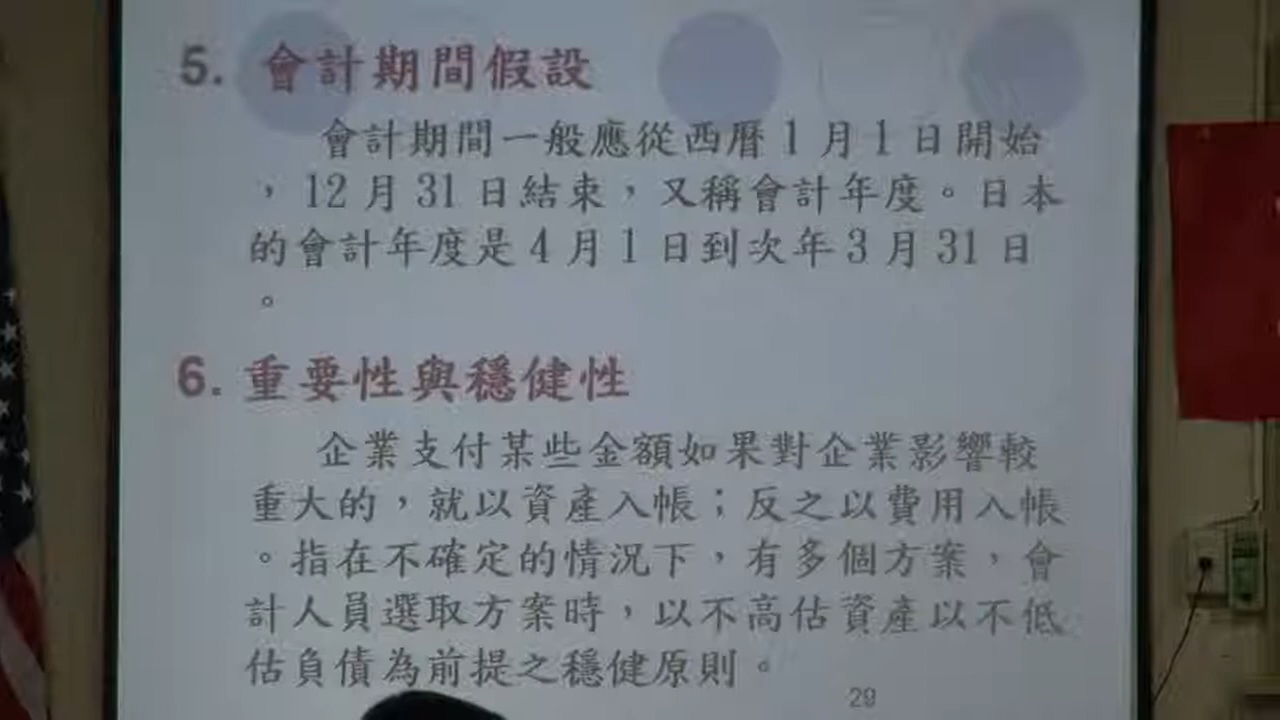 5. 會計期間假設
會計期間一般應從西曆1月1日開始
，12月31日結束，又稱會計年度。日本
的會計年度是4月1日到次年3月31日
。
6. 重要性與穩健性
企業支付某些金額如果對企業影響較
重大的，就以資產入帳；反之以費用入帳
。指在不確定的情況下，有多個方案，會
計人員選取方案時，以不高估資產以不低
估負債為前提之穩健原則。
29